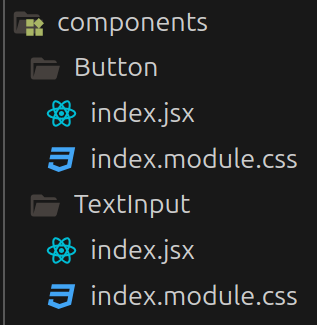 components
Button
index.jsx
index.module.css
TextInput
index.jsx
index.module.css